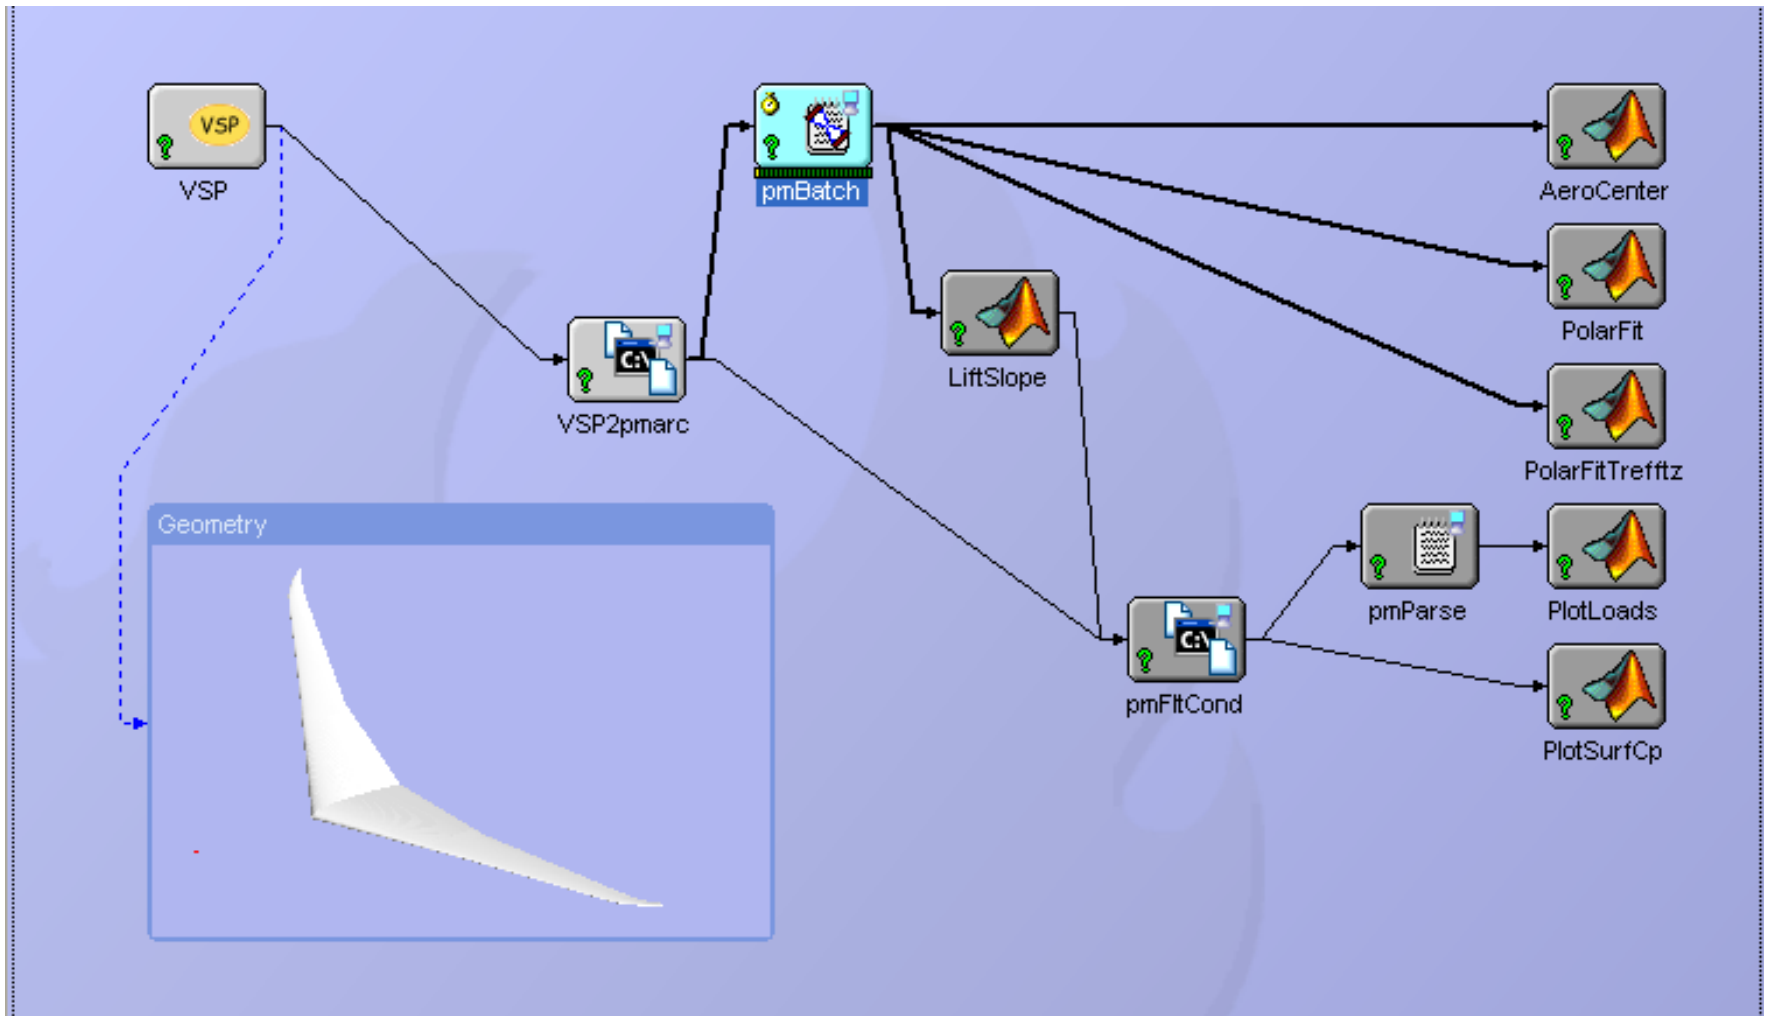 VSP
VSP
pmBatch
AeroCenter
PolarFit
LiftSlope
VSP2pmarc
C:\
PolarFitTrefftz
Geometry
pmParse
PlotLoads
C:\
pmFltCond
PlotSurfCp